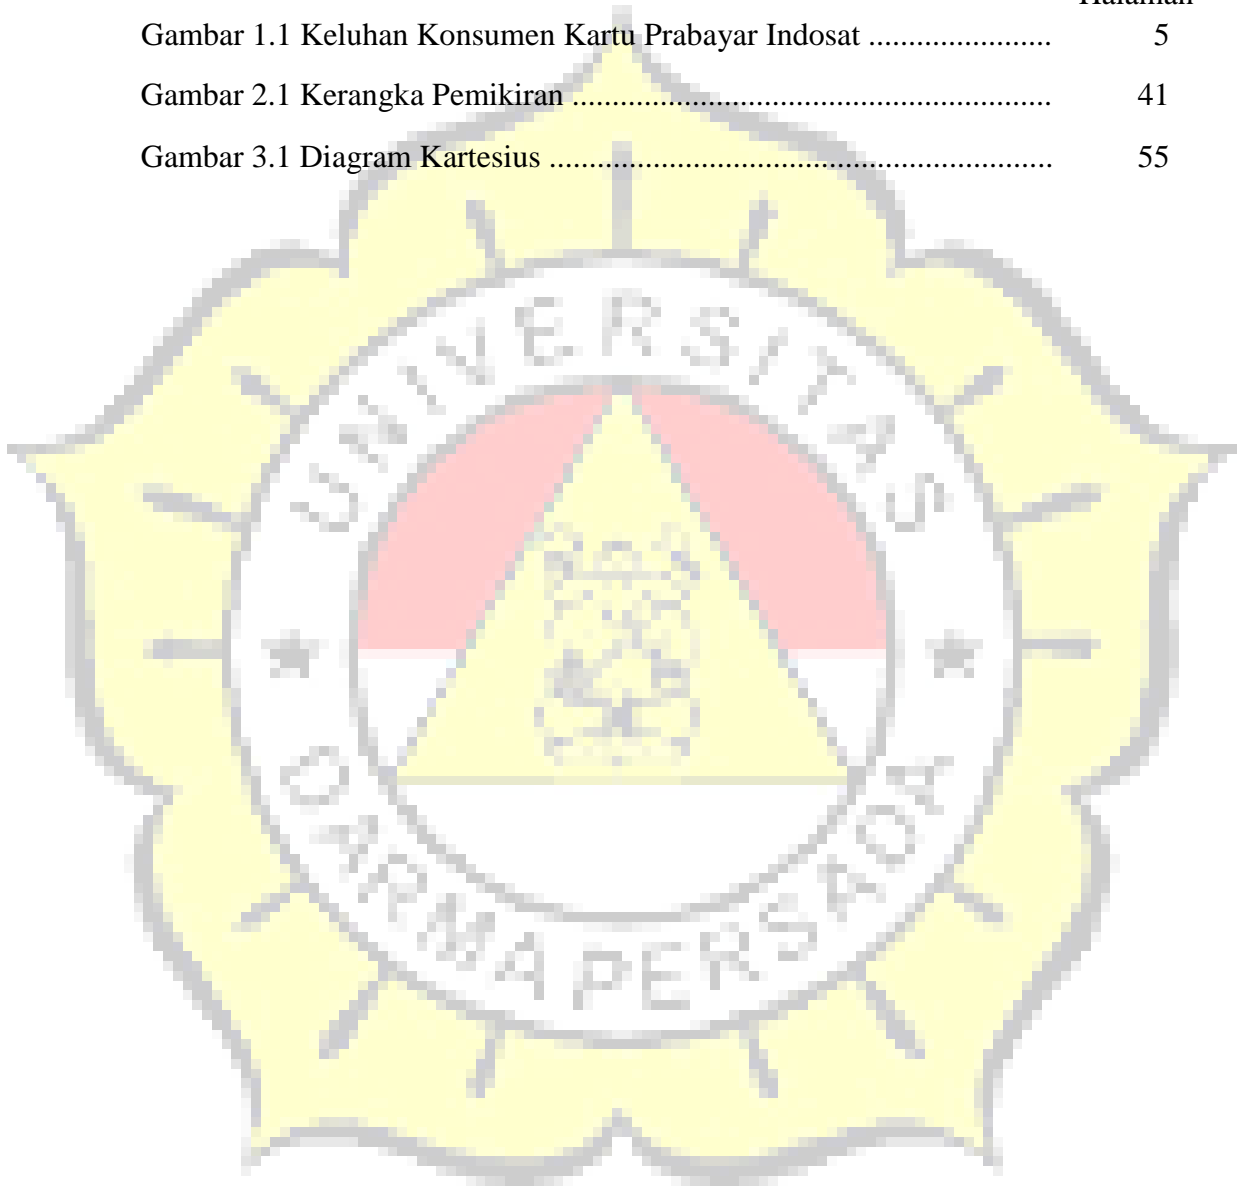 Halaman
Gambar 1.1 Keluhan Konsumen Kartu Prabayar Indosat ....................... 5
Gambar 2.1 Kerangka Pemikiran ............................................................ 41
Gambar 3.1 Diagram Kartesius ............................................................... 55
UNIVERSITAS
DARMA PERSADA